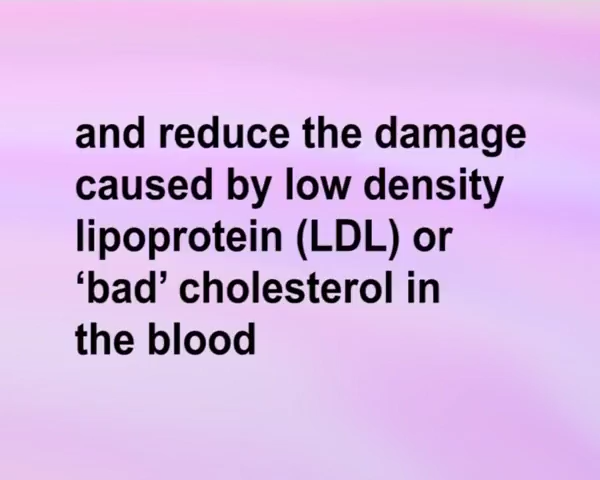 and reduce the damage
caused by low density
lipoprotein (LDL) or
‘bad’ cholesterol in
the blood